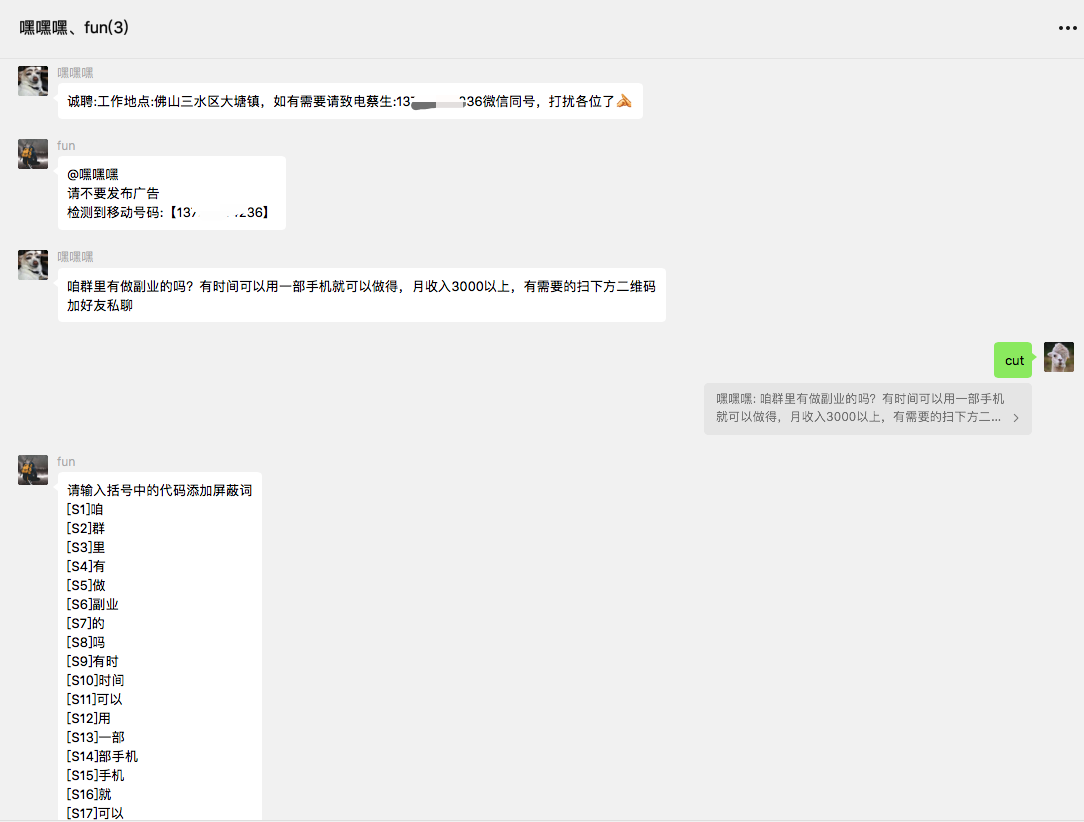 嘿嘿嘿、fun(3)
嘿嘿嘿
诚聘:工作地点:佛山三水区大塘镇，如有需要请致电蔡生:13 236微信同号，打扰各位了🙏
fun
@嘿嘿嘿
请不要发布广告
检测到移动号码:【137 236】
嘿嘿嘿
咱群里有做副业的吗？有时间可以用一部手机就可以做得，月收入3000以上，有需要的扫下方二维码
加好友私聊
cut
嘿嘿嘿: 咱群里有做副业的吗？有时间可以用一部手机
就可以做得，月收入3000以上，有需要的扫下方二...
fun
请输入括号中的代码添加屏蔽词
[S1]咱
[S2]群
[S3]里
[S4]有
[S5]做
[S6]副业
[S7]的
[S8]吗
[S9]有时
[S10]时间
[S11]可以
[S12]用
[S13]一部
[S14]部手机
[S15]手机
[S16]就
[S17]可以